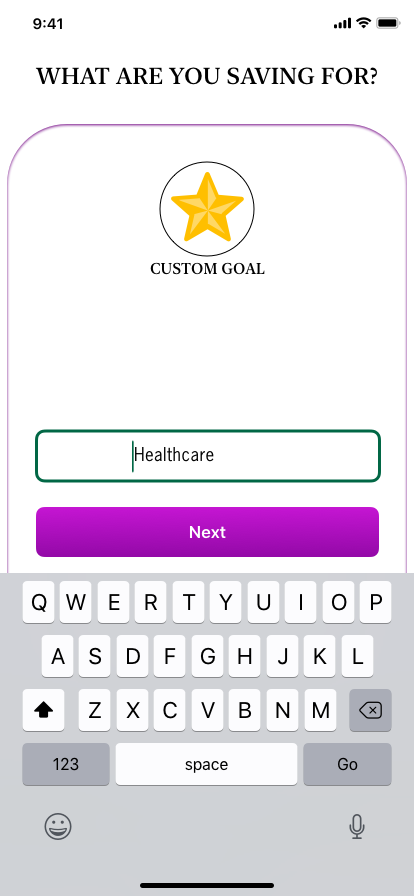 9:41
WHAT ARE YOU SAVING FOR?
CUSTOM GOAL
Healthcare
Next
Q W E R T Y U I O P
A S D F G H J K L
Z X C V B N M
123 space Go